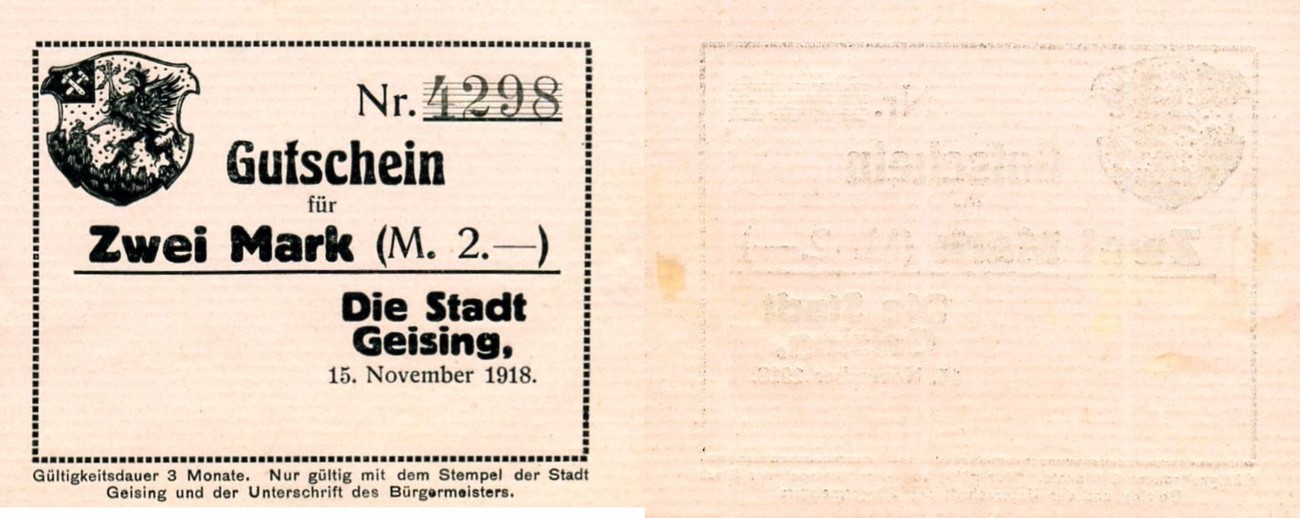 Nr. 4298
Gutschein
für
Zwei Mark (M. 2.—)
Die Stadt
Geising,
15. November 1918.
Gültigkeitsdauer 3 Monate. Nur gültig mit dem Stempel der Stadt
Geising und der Unterschrift des Bürgermeisters.